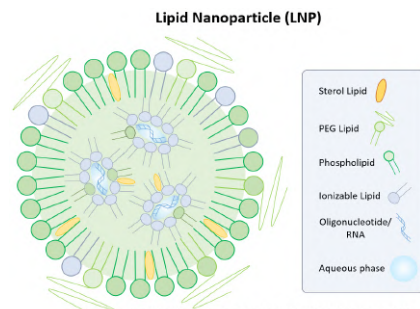 Lipid Nanoparticle (LNP)
Sterol Lipid
PEG Lipid
Phospholipid
Ionizable Lipid
Oligonucleotide/
RNA
Aqueous phase